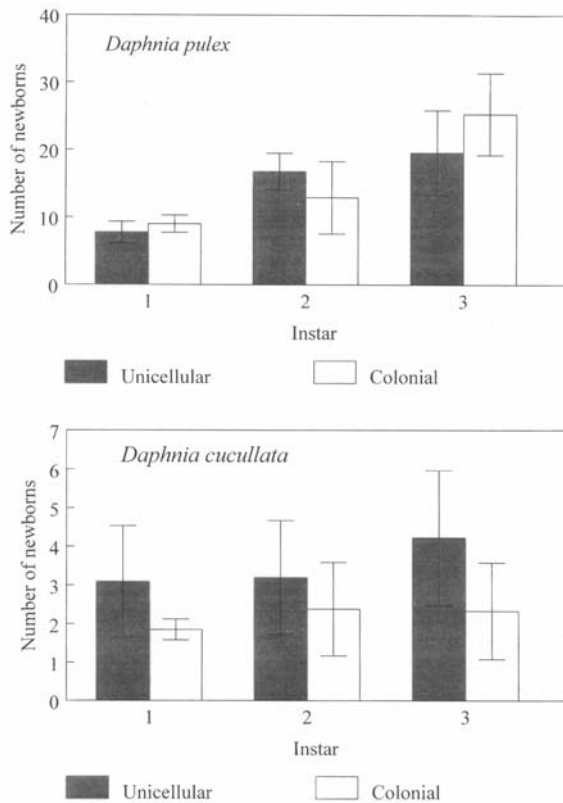 40
Daphnia pulex
30
20
10
0
Number of newborns
1 2 3
Instar
Unicellular Colonial
7
Daphnia cucullata
6
5
4
3
2
1
0
Number of newborns
1 2 3
Instar
Unicellular Colonial